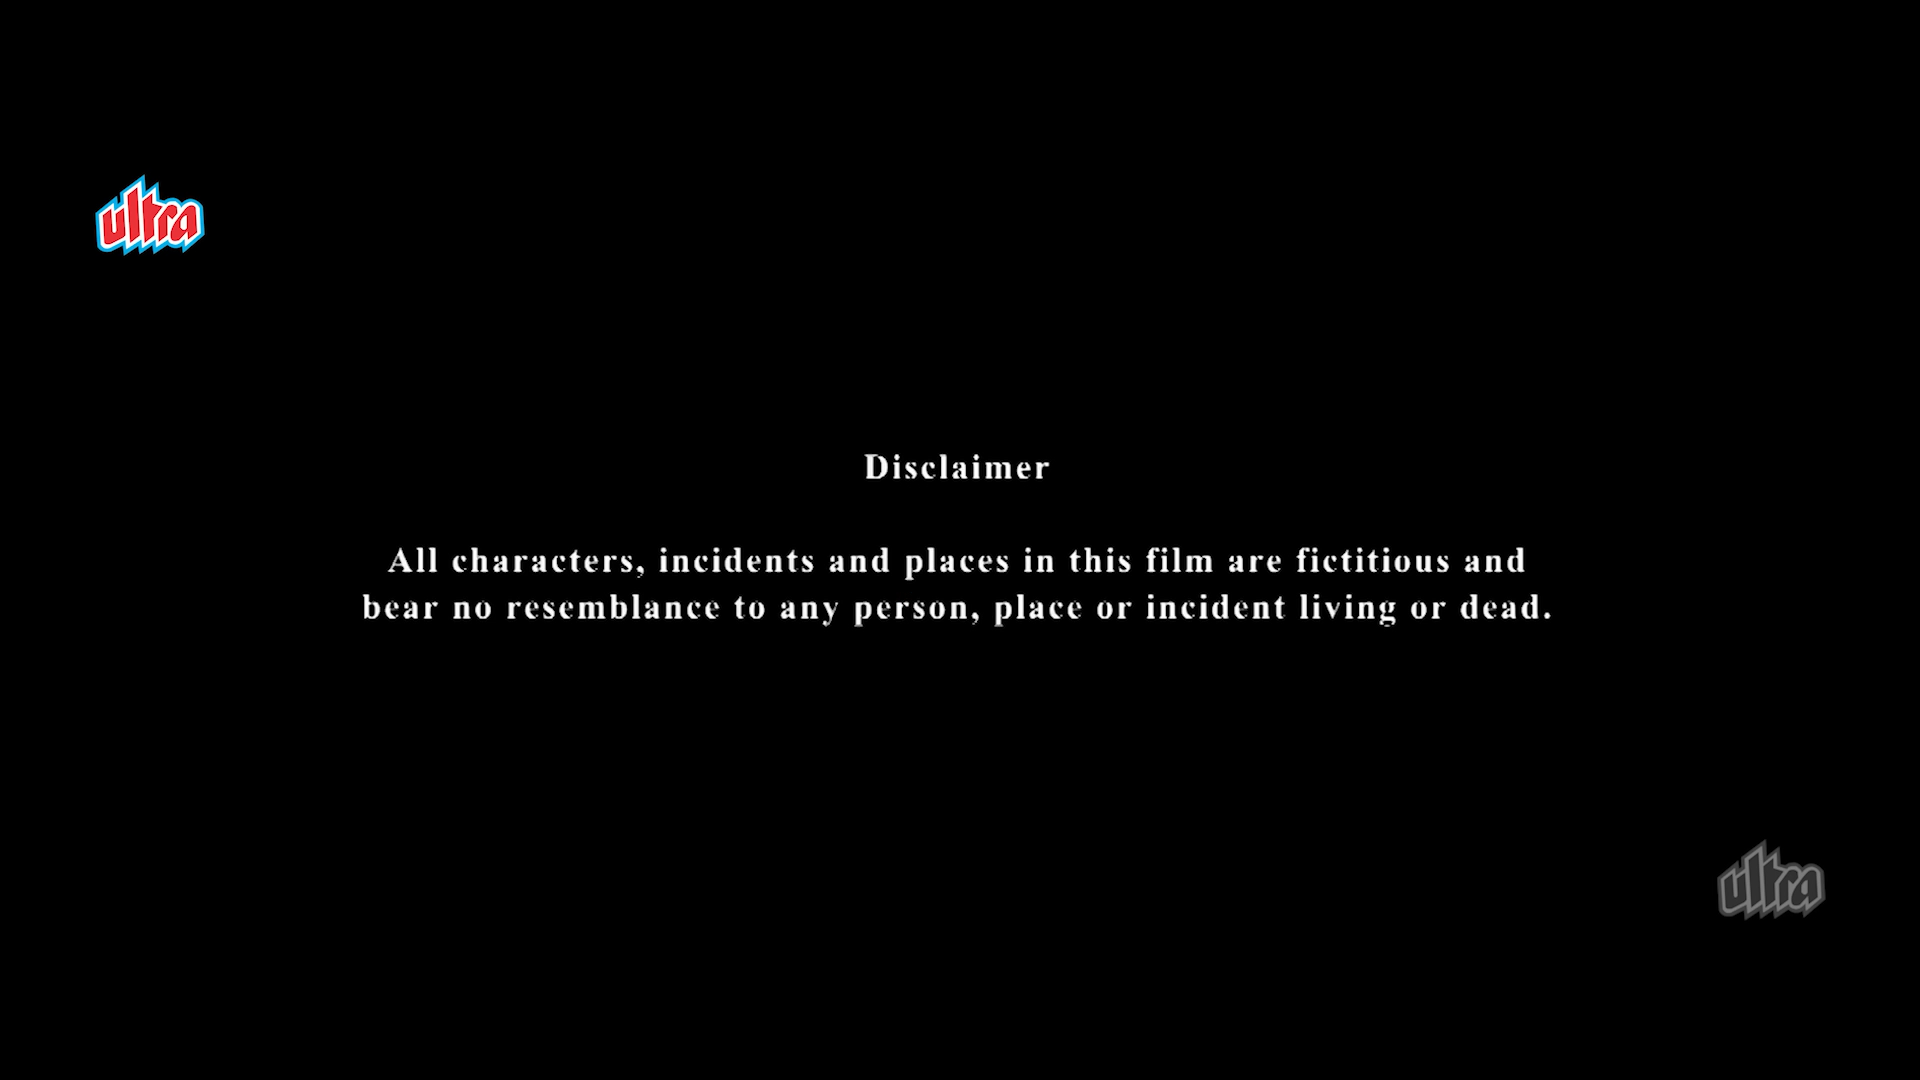 ultra
Disclaimer
All characters, incidents and places in this film are fictitious and
bear no resemblance to any person, place or incident living or dead.
ultra